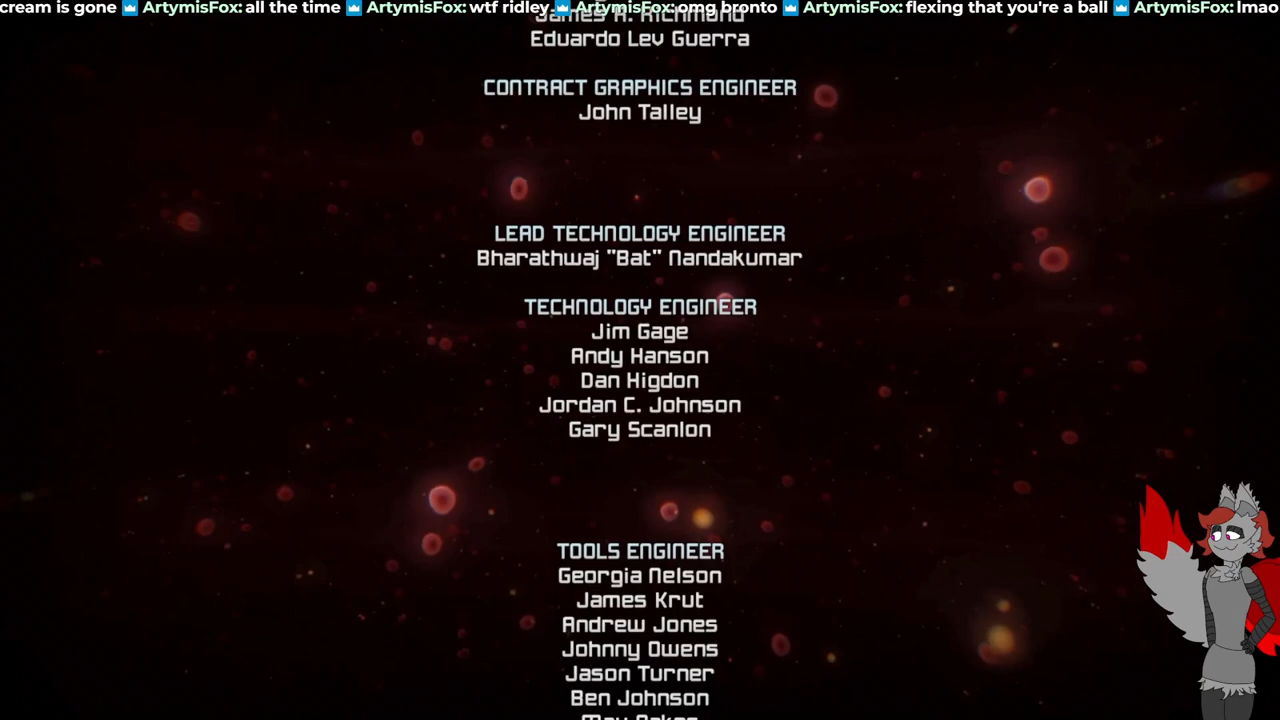 cream is gone ArtymisFox: all the time ArtymisFox: wtf ridley ArtymisFox: omg bronto ArtymisFox: flexing that you're a ball ArtymisFox: lmao
James R. Richmond
Eduardo Lev Guerra
CONTRACT GRAPHICS ENGINEER
John Talley
LEAD TECHNOLOGY ENGINEER
Bharathwaj "Bat" Nandakumar
TECHNOLOGY ENGINEER
Jim Gage
Andy Hanson
Dan Higdon
Jordan C. Johnson
Gary Scanlon
TOOLS ENGINEER
Georgia Nelson
James Krut
Andrew Jones
Johnny Owens
Jason Turner
Ben Johnson